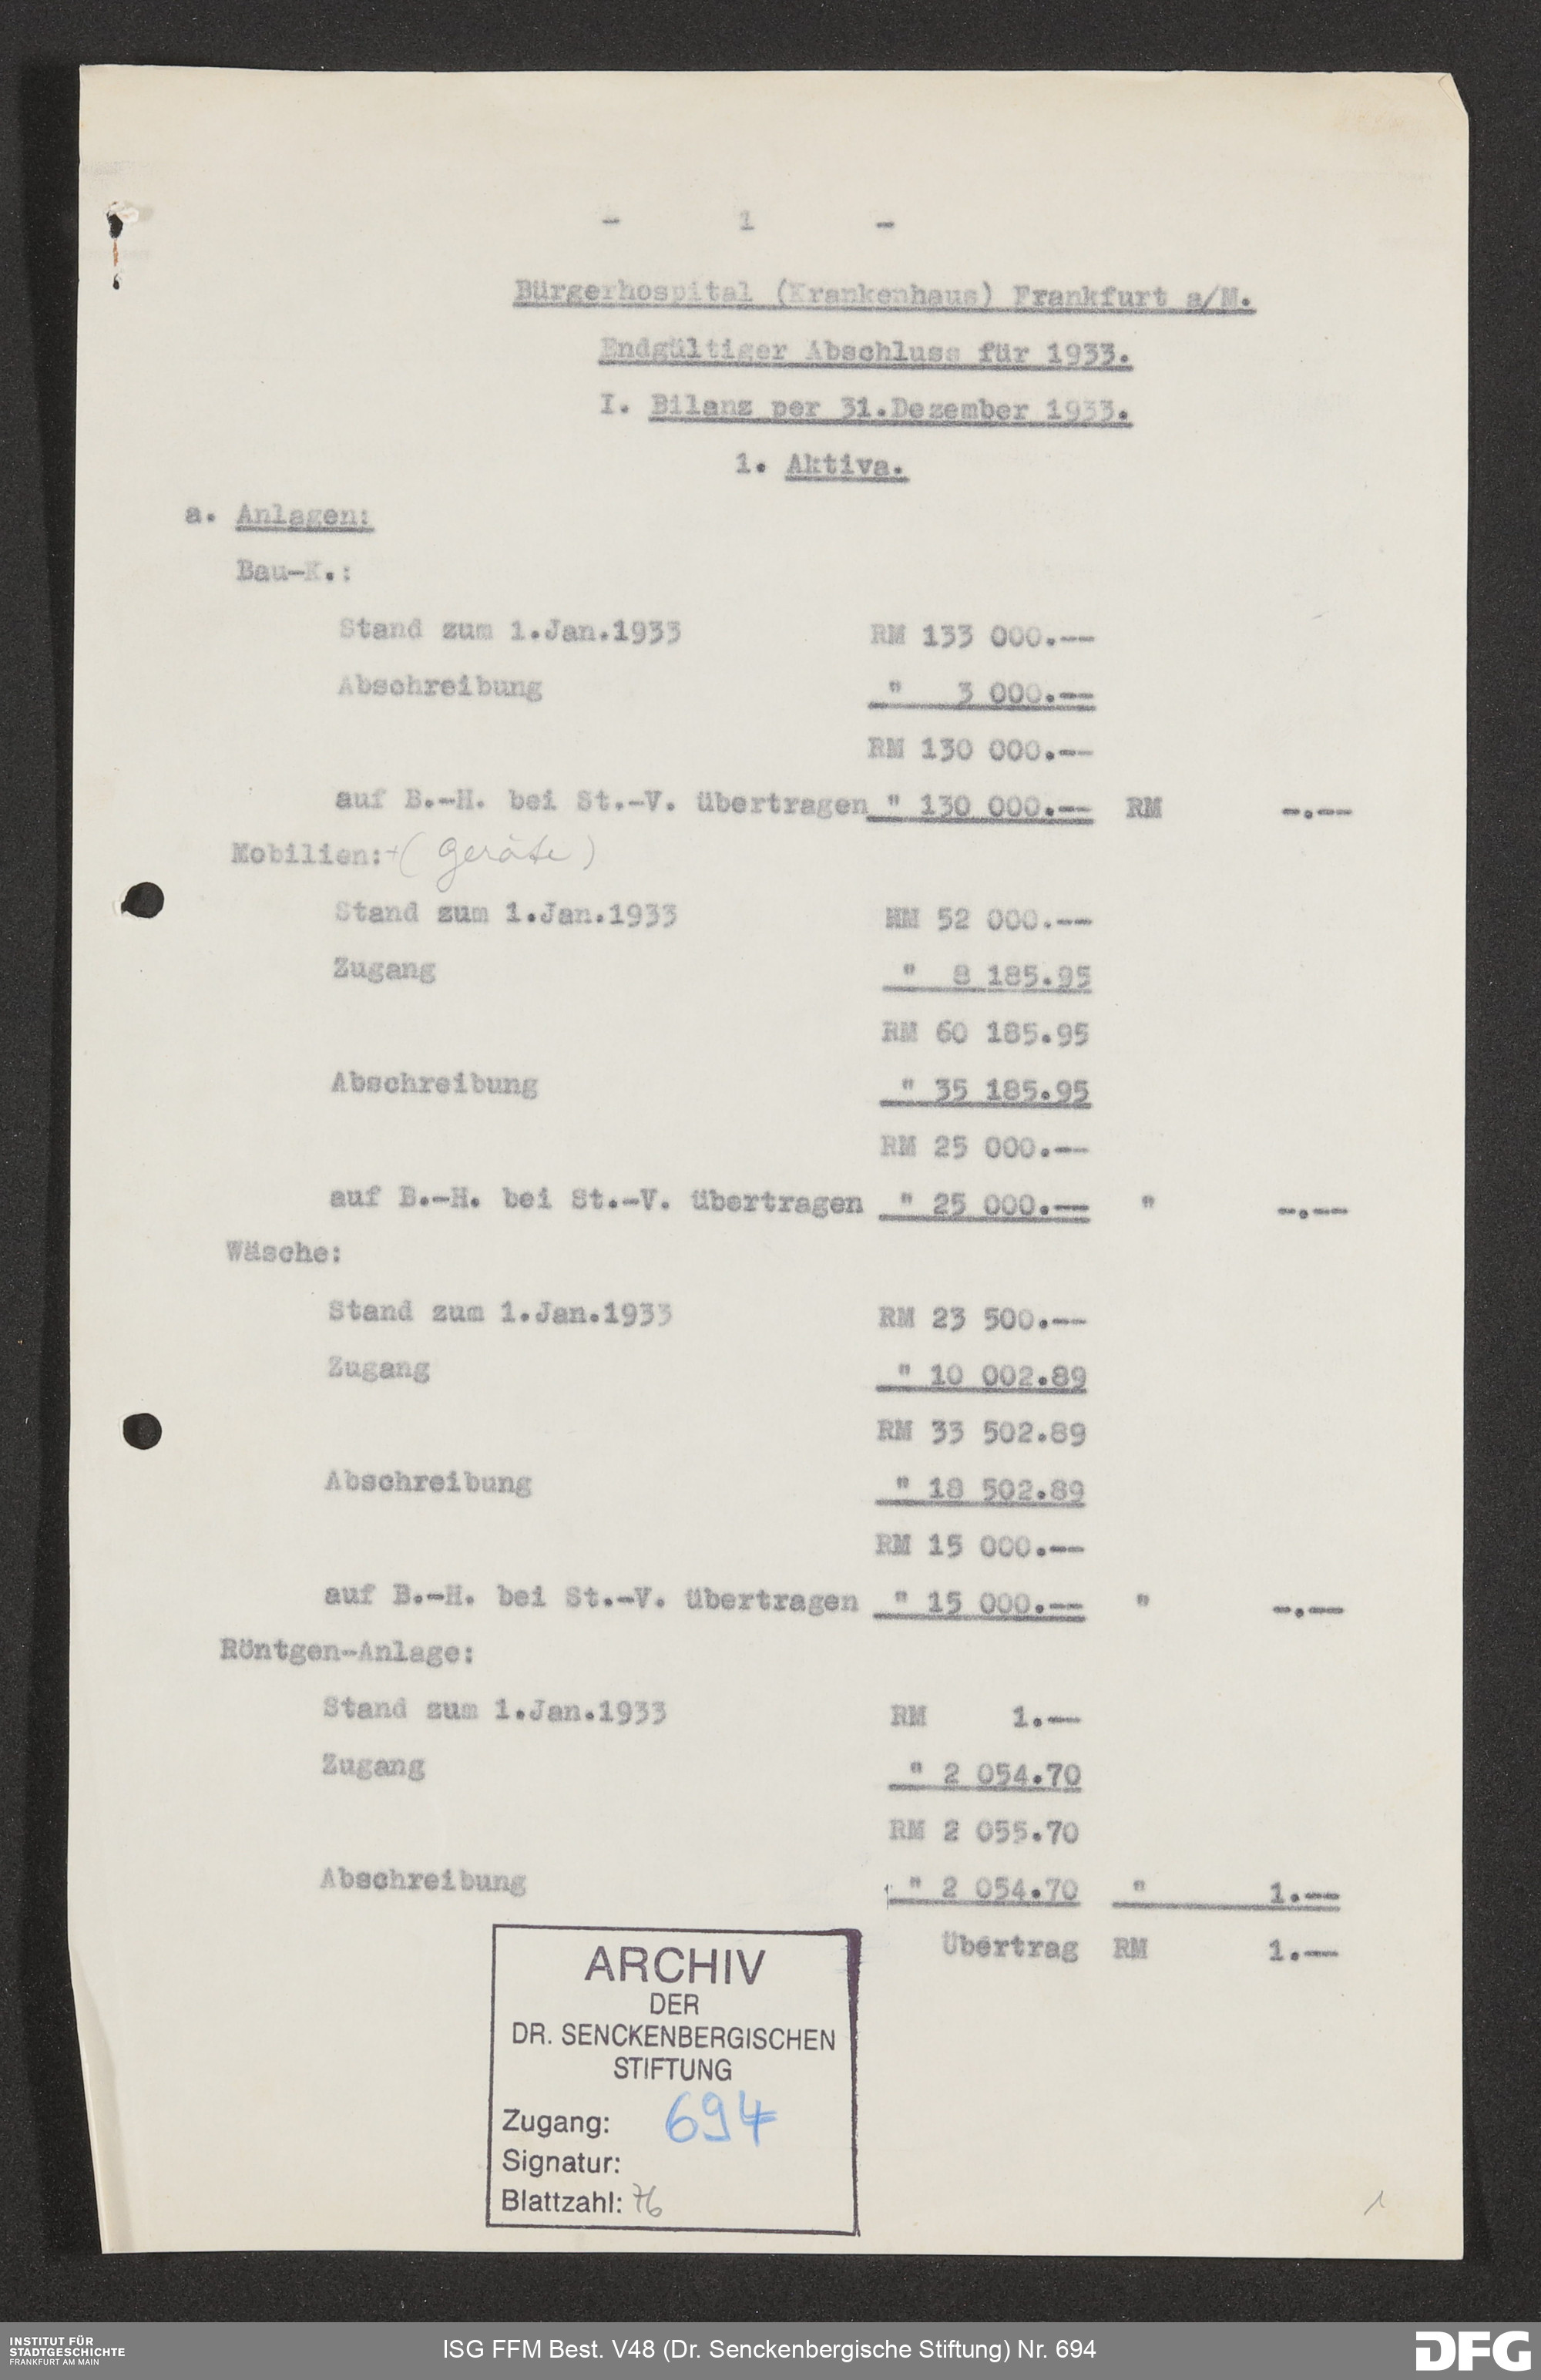 - 1 -
Bürgerhospital (Krankenhaus) Frankfurt a/M.
Endgültiger Abschluss für 1933.
I. Bilanz per 31.Dezember 1933.
1. Aktiva.
a. Anlagen:
Bau-K.:
Stand zum 1.Jan.1933 RM 133 000.--
Abschreibung " 3 000.--
RM 130 000.--
auf B.-H. bei St.-V. übertragen " 130 000.-- RM -.--
Mobilien:+(Geräte)
Stand zum 1.Jan.1933 RM 52 000.--
Zugang " 8 185.95
RM 60 185.95
Abschreibung " 35 185.95
RM 25 000.--
auf B.-H. bei St.-V. übertragen " 25 000.-- " -.--
Wäsche:
Stand zum 1.Jan.1933 RM 23 500.--
Zugang " 10 002.89
RM 33 502.89
Abschreibung " 18 502.89
RM 15 000.--
auf B.-H. bei St.-V. übertragen " 15 000.-- " -.--
Röntgen-Anlage:
Stand zum 1.Jan.1933 RM 1.--
Zugang " 2 054.70
RM 2 055.70
Abschreibung " 2 054.70 " 1.--
Übertrag RM 1.--
ARCHIV
DER
DR. SENCKENBERGISCHEN
STIFTUNG
Zugang: 694
Signatur:
Blattzahl: 76
1
INSTITUT FÜR
STADTGESCHICHTE
FRANKFURT AM MAIN
ISG FFM Best. V48 (Dr. Senckenbergische Stiftung) Nr. 694
DFG